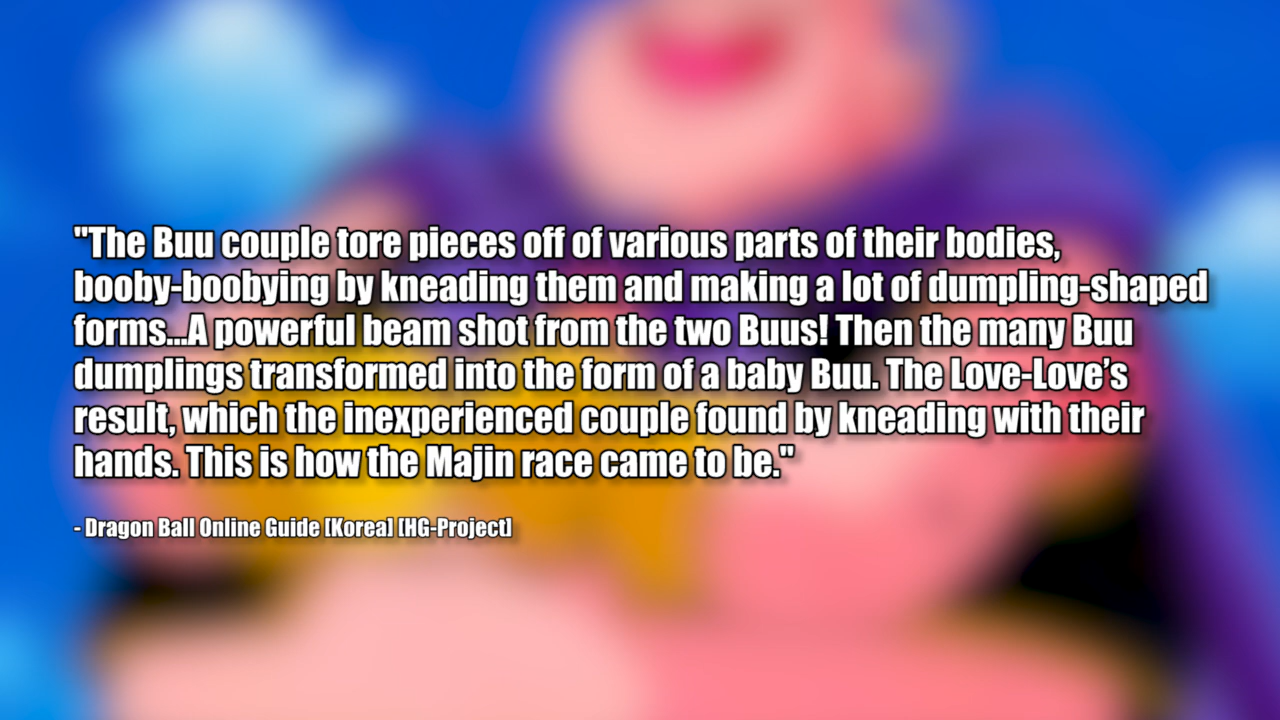 "The Buu couple tore pieces off of various parts of their bodies,
booby-boobying by kneading them and making a lot of dumpling-shaped
forms...A powerful beam shot from the two Buus! Then the many Buu
dumplings transformed into the form of a baby Buu. The Love-Love’s
result, which the inexperienced couple found by kneading with their
hands. This is how the Majin race came to be."
- Dragon Ball Online Guide [Korea] [HG-Project]